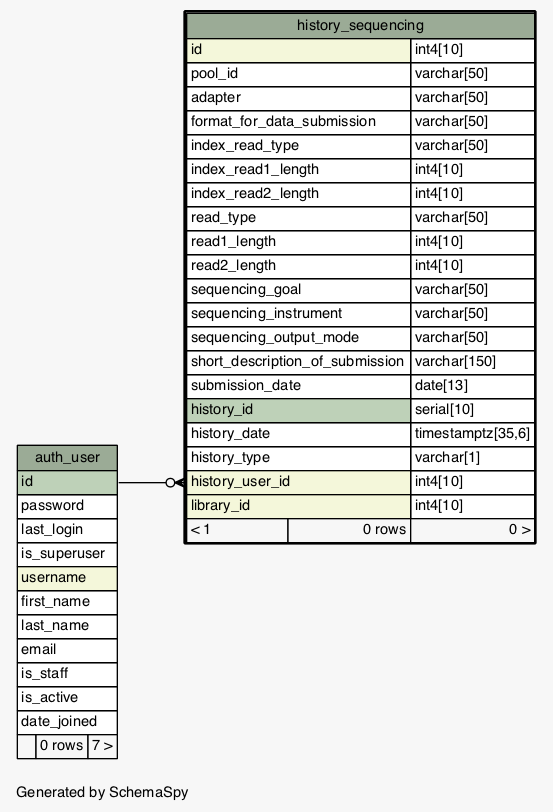 history_sequencing
id int4[10]
pool_id varchar[50]
adapter varchar[50]
format_for_data_submission varchar[50]
index_read_type varchar[50]
index_read1_length int4[10]
index_read2_length int4[10]
read_type varchar[50]
read1_length int4[10]
read2_length int4[10]
sequencing_goal varchar[50]
sequencing_instrument varchar[50]
sequencing_output_mode varchar[50]
short_description_of_submission varchar[150]
submission_date date[13]
history_id serial[10]
history_date timestamptz[35,6]
history_type varchar[1]
history_user_id int4[10]
library_id int4[10]
< 1 0 rows 0 >
auth_user
id
password
last_login
is_superuser
username
first_name
last_name
email
is_staff
is_active
date_joined
0 rows 7 >
Generated by SchemaSpy